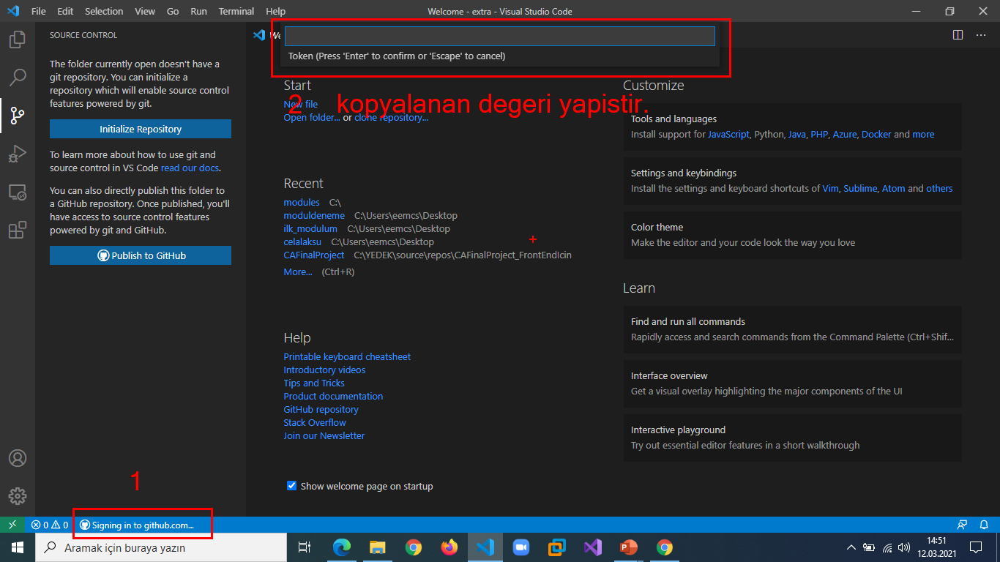 File Edit Selection View Go Run Terminal Help
Welcome - extra - Visual Studio Code
SOURCE CONTROL
The folder currently open doesn't have a
git repository. You can initialize a
repository which will enable source control
features powered by git.
Initialize Repository
To learn more about how to use git and
source control in VS Code read our docs.
You can also directly publish this folder to
a GitHub repository. Once published, you'll
have access to source control features
powered by git and GitHub.
Publish to GitHub
We
Token (Press 'Enter' to confirm or 'Escape' to cancel)
Start
New file
Open folder... or clone repository...
2 kopyalanan degeri yapistir.
Recent
modules C:\
moduldeneme C:\Users\eemcs\Desktop
ilk_modulum C:\Users\eemcs\Desktop
celalaksu C:\Users\eemcs\Desktop
CAFinalProject C:\YEDEK\source\repos\CAFinalProject_FrontEndIcin
More... (Ctrl+R)
Help
Printable keyboard cheatsheet
Introductory videos
Tips and Tricks
Product documentation
GitHub repository
Stack Overflow
Join our Newsletter
Show welcome page on startup
Customize
Tools and languages
Install support for JavaScript, Python, Java, PHP, Azure, Docker and more
Settings and keybindings
Install the settings and keyboard shortcuts of Vim, Sublime, Atom and others
Color theme
Make the editor and your code look the way you love
Learn
Find and run all commands
Rapidly access and search commands from the Command Palette (Ctrl+Shif...
Interface overview
Get a visual overlay highlighting the major components of the UI
Interactive playground
Try out essential editor features in a short walkthrough
1
0 0 Signing in to github.com...
Aramak için buraya yazın
14:51
12.03.2021